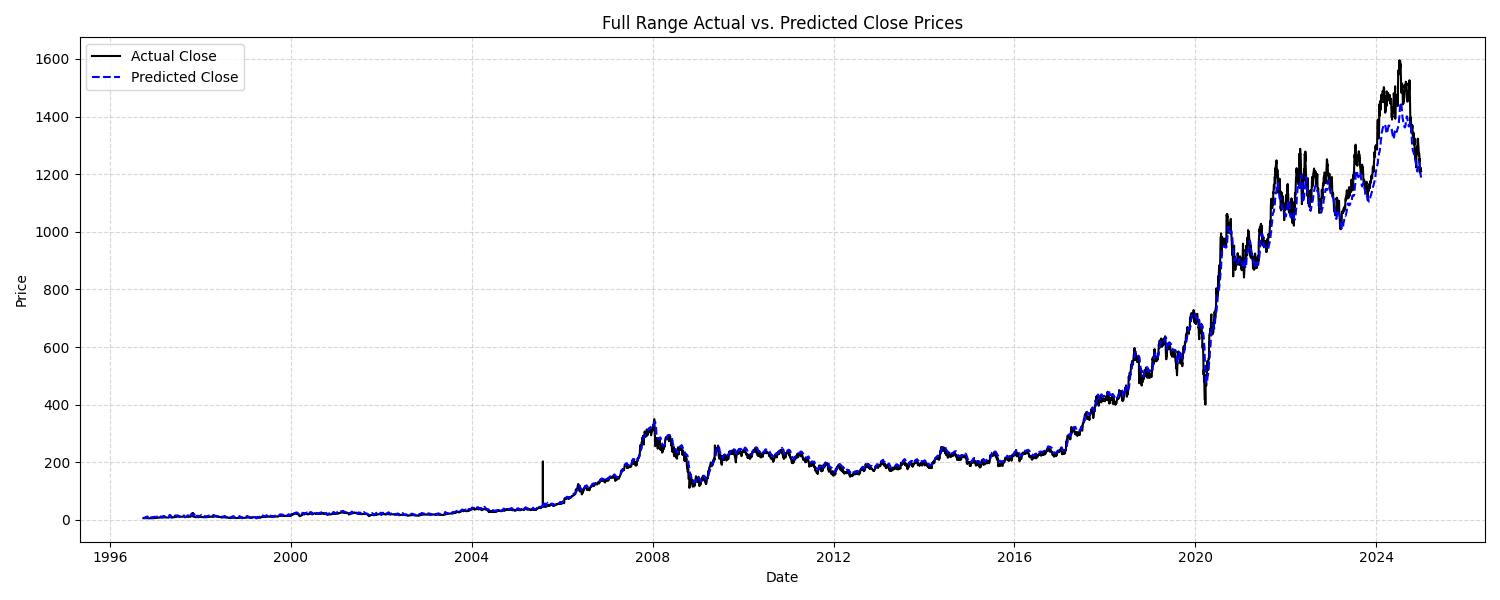 Full Range Actual vs. Predicted Close Prices
Actual Close
Predicted Close
Price
1600
1400
1200
1000
800
600
400
200
0
1996 2000 2004 2008 2012 2016 2020 2024
Date